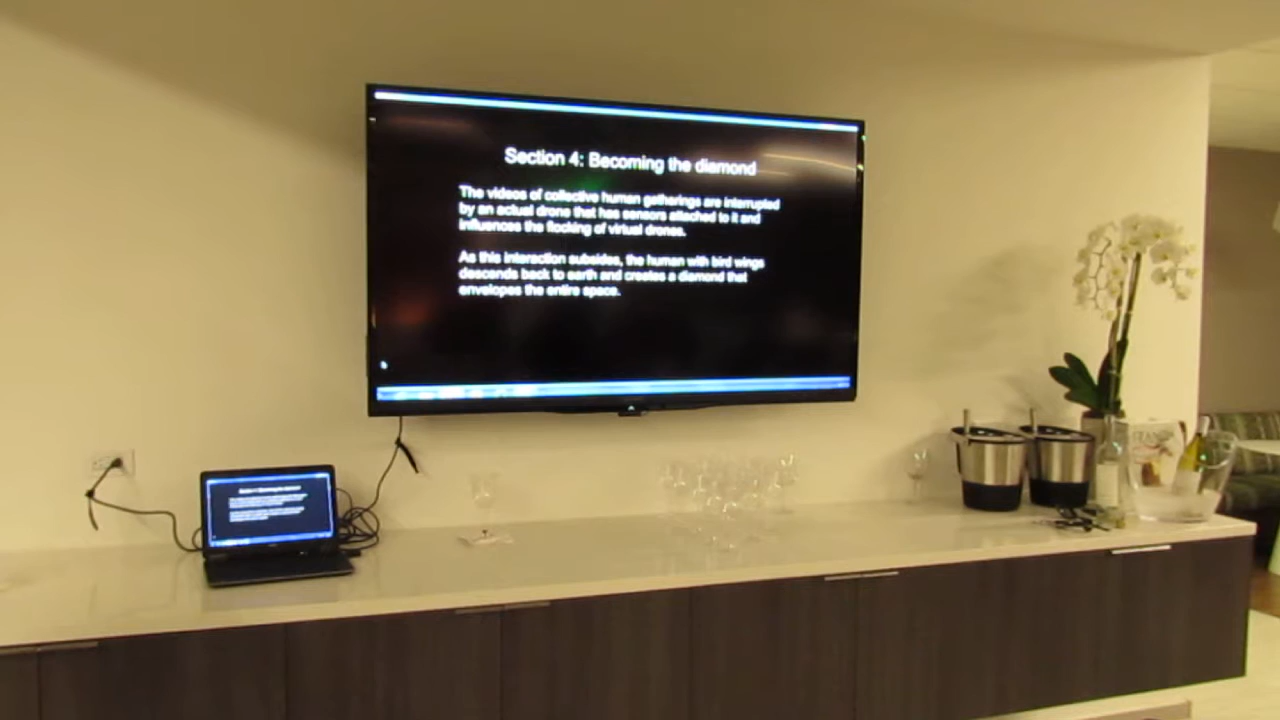 Section 4: Becoming the diamond
The videos of collective human gatherings are interrupted
by an actual drone that has sensors attached to it and
influences the flocking of virtual drones.
As this interaction subsides, the human with bird wings
descends back to earth and creates a diamond that
envelopes the entire space.